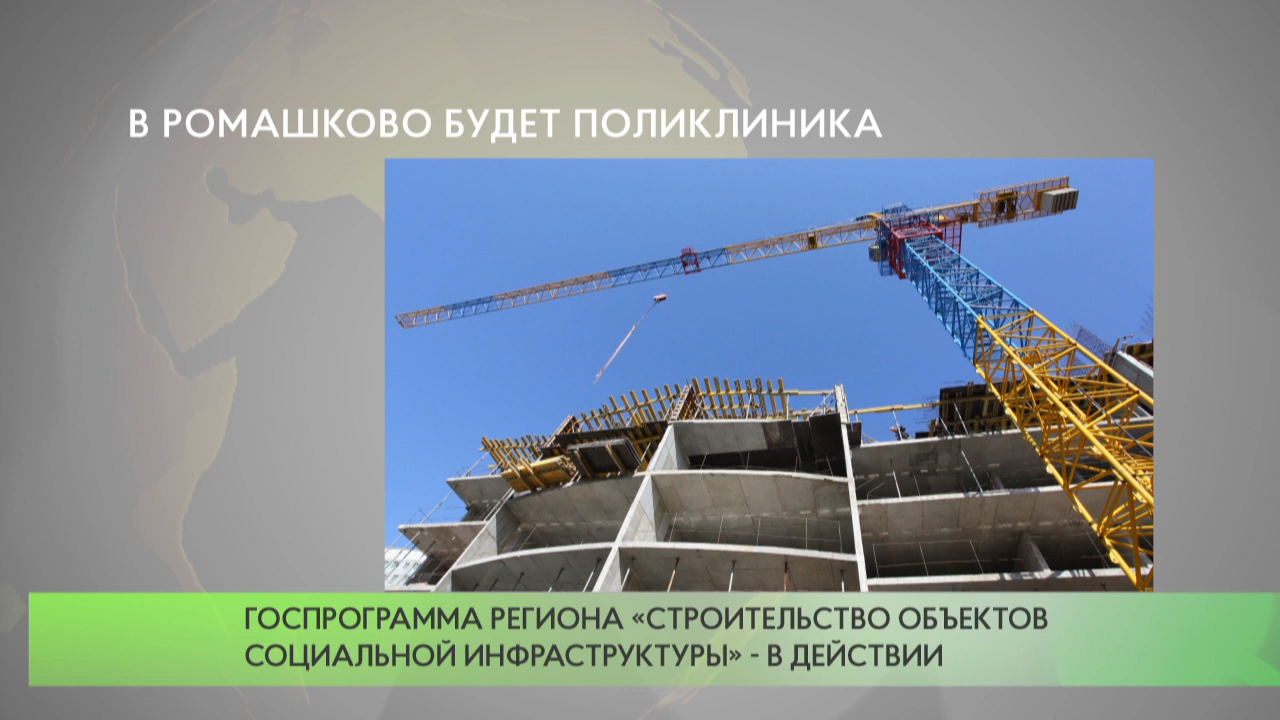 В РОМАШКОВО БУДЕТ ПОЛИКЛИНИКА
ГОСПРОГРАММА РЕГИОНА «СТРОИТЕЛЬСТВО ОБЪЕКТОВ
СОЦИАЛЬНОЙ ИНФРАСТРУКТУРЫ» - В ДЕЙСТВИИ